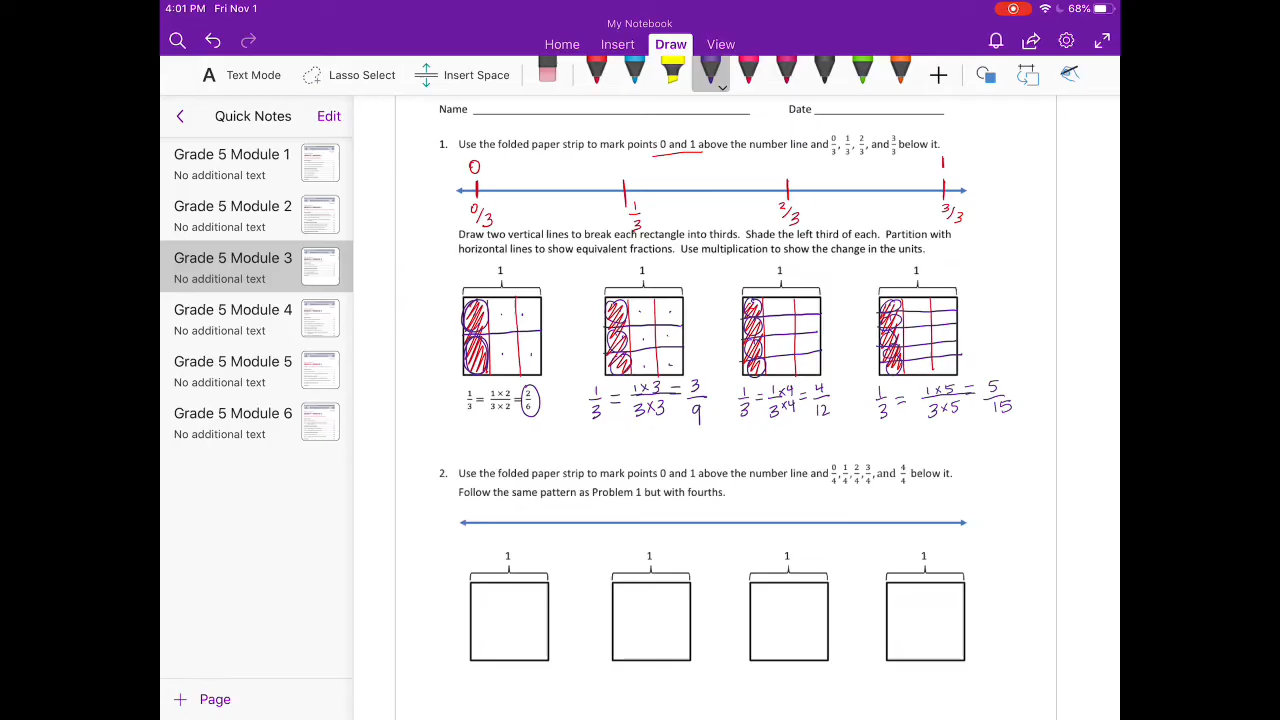 4:01 PM Fri Nov 1
68%
My Notebook
Home Insert Draw View
Text Mode Lasso Select Insert Space
Quick Notes Edit
Grade 5 Module 1
No additional text
Grade 5 Module 2
No additional text
Grade 5 Module 3
No additional text
Grade 5 Module 4
No additional text
Grade 5 Module 5
No additional text
Grade 5 Module 6
No additional text
Page
Name Date
1. Use the folded paper strip to mark points 0 and 1 above the number line and 0/3, 1/3, 2/3, and 3/3 below it.
0 1
0/3 1/3 2/3 3/3
Draw two vertical lines to break each rectangle into thirds. Shade the left third of each. Partition with
horizontal lines to show equivalent fractions. Use multiplication to show the change in the units.
1 1 1 1
1/3 = 1×2/3×2 = 2/6
1/3 = 1×3/3×3 = 3/9
1/3 = 1×4/3×4 = 4/12
1/3 = 1×5/3×5 = 5/15
2. Use the folded paper strip to mark points 0 and 1 above the number line and 0/4, 1/4, 2/4, 3/4, and 4/4 below it.
Follow the same pattern as Problem 1 but with fourths.
1 1 1 1